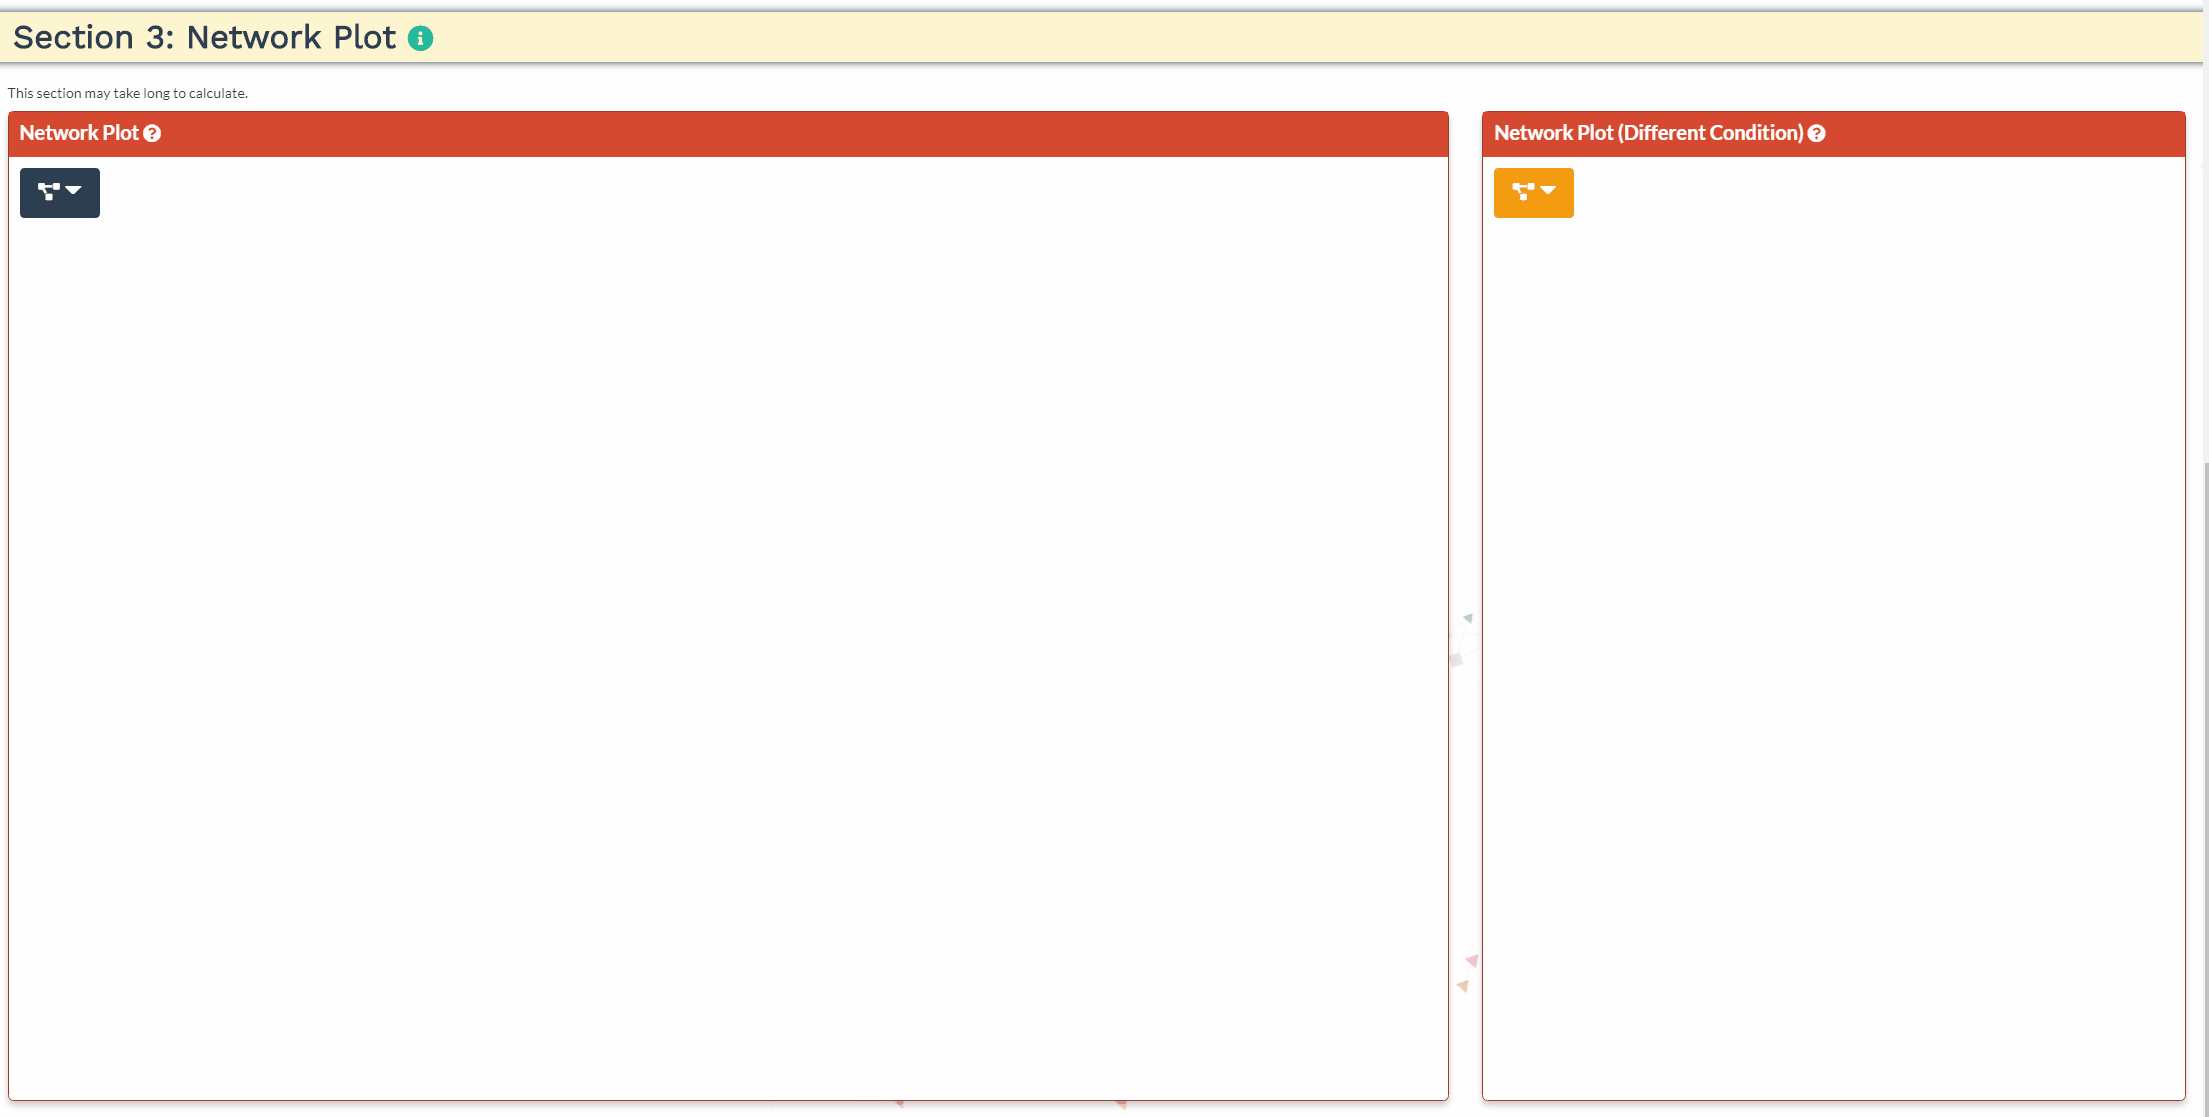 Section 3: Network Plot
This section may take long to calculate.
Network Plot
Network Plot (Different Condition)